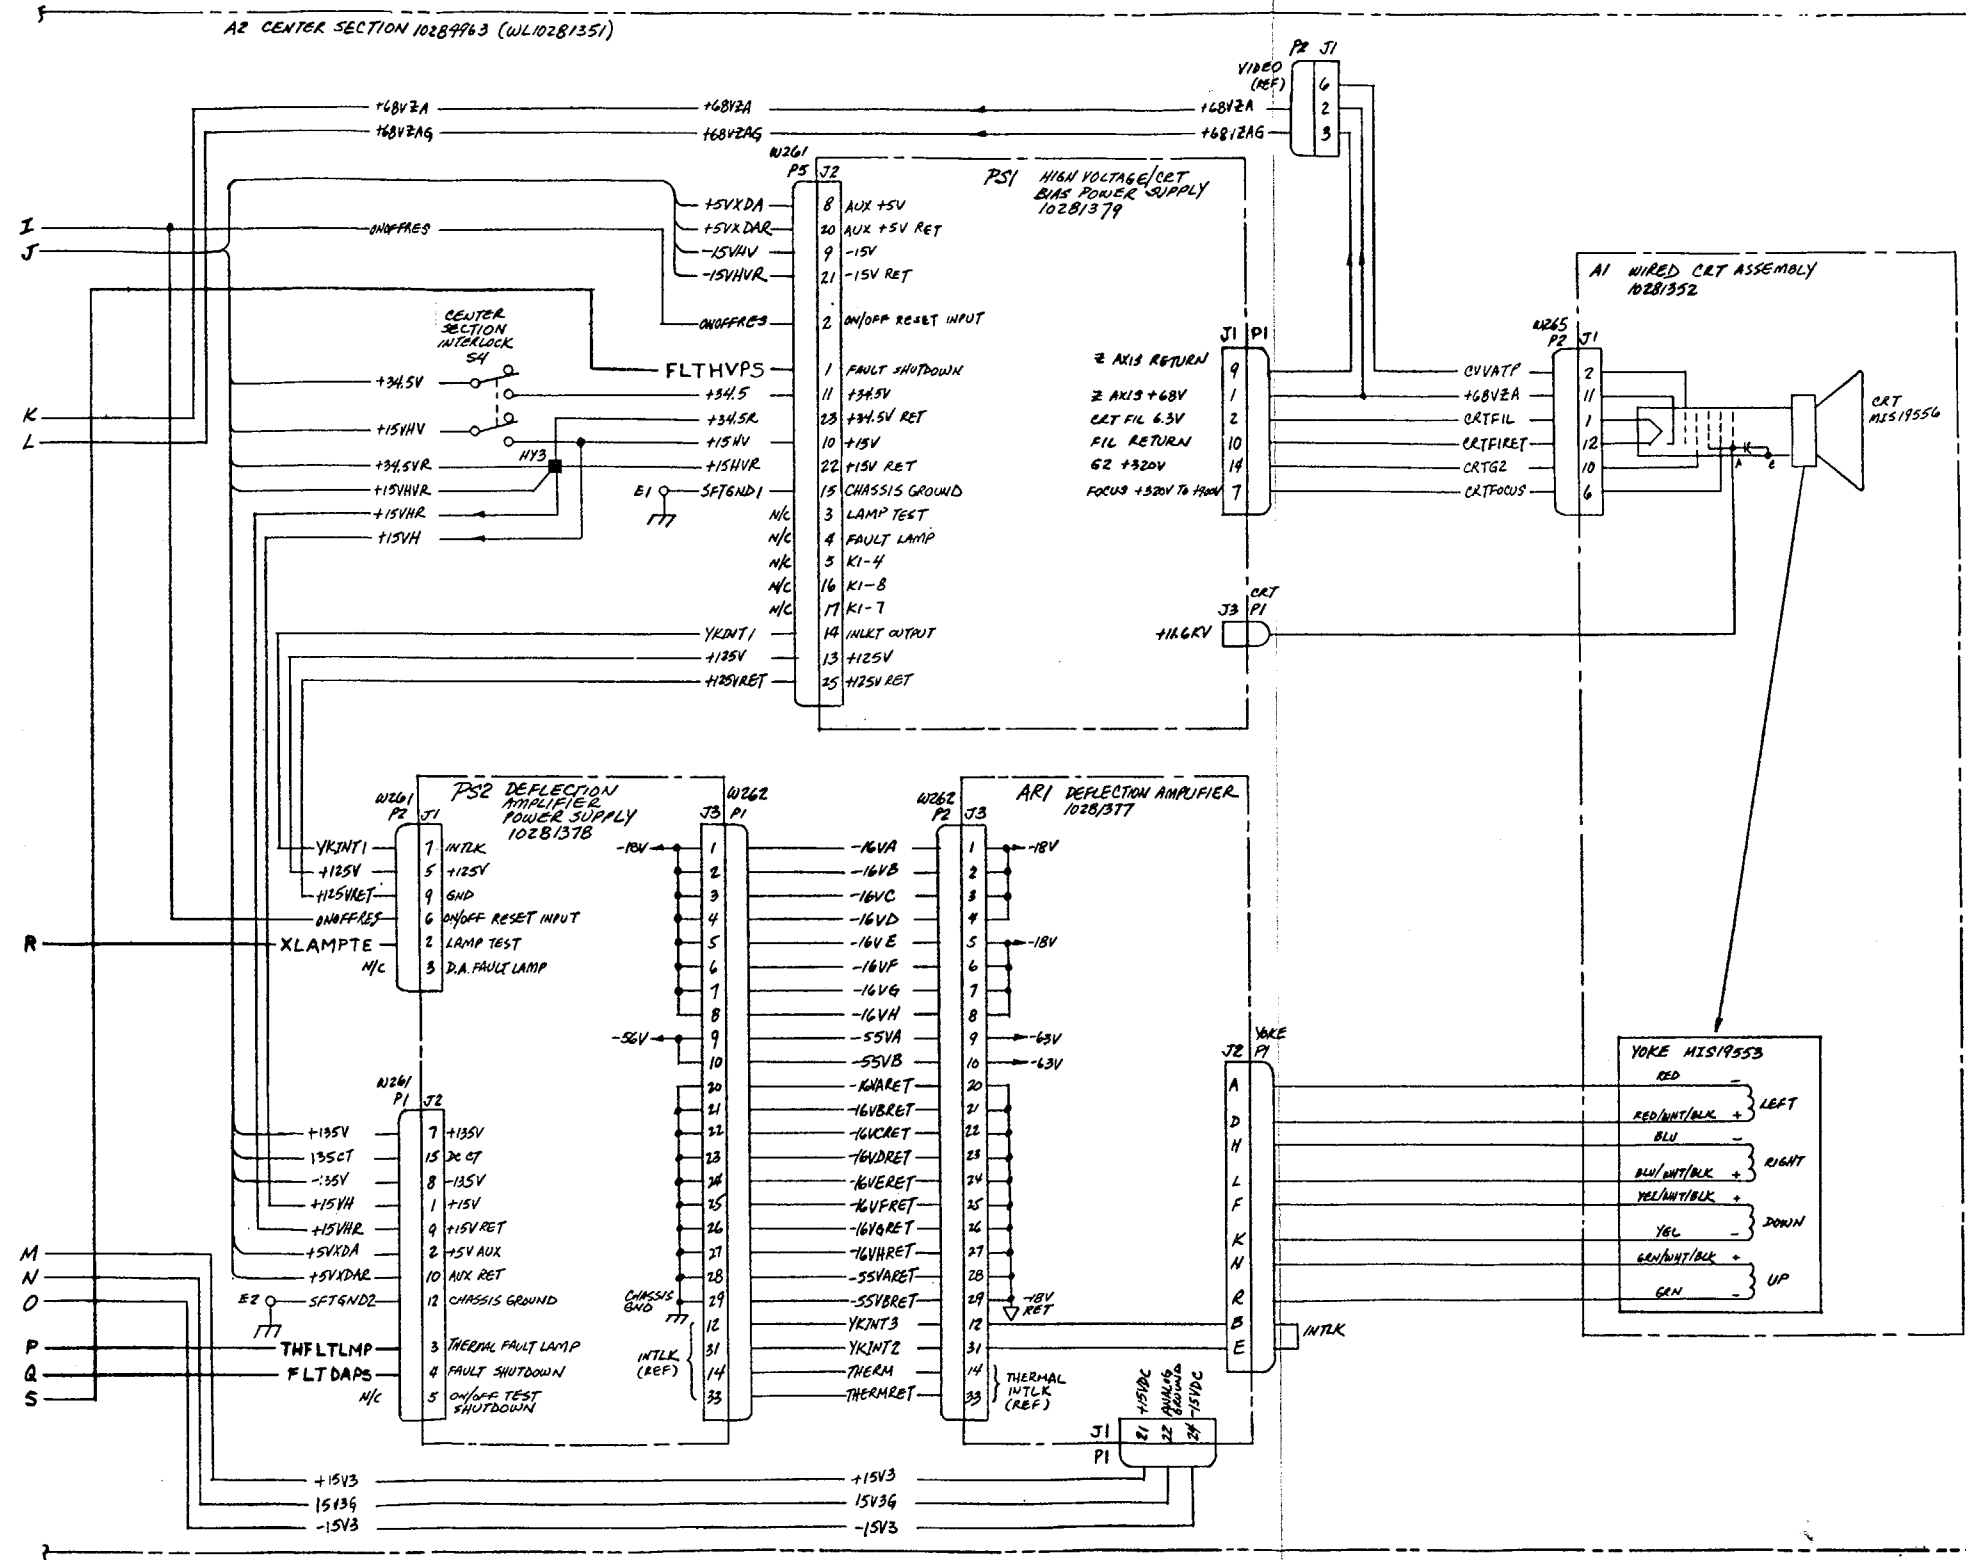 A2 CENTER SECTION 10284963 (WL10281351)
P2 J1
VIDEO (REF)
6
+68VZA +68VZA +68VZA 2
+68VZAG +68VZAG +68VZAG 3
W261
P5 J2
PS1 HIGH VOLTAGE/CRT
BIAS POWER SUPPLY
10281379
+5VXDA 8 AUX +5V
I ONOFFRES +5VXDAR 20 AUX +5V RET
J -15VHV 9 -15V
-15VHVR 21 -15V RET
ONOFFRES 2 ON/OFF RESET INPUT
CENTER
SECTION
INTERLOCK
S4
FLTHVPS 1 FAULT SHUTDOWN
+34.5V +34.5 11 +34.5V
K +34.5R 23 +34.5V RET
L +15VHV +15HV 10 +15V
HY3
+34.5VR +15HVR 22 +15V RET
+15VHVR E1 SFTGND1 15 CHASSIS GROUND
+15VHR N/C 3 LAMP TEST
+15VH N/C 4 FAULT LAMP
N/C 5 K1-4
N/C 16 K1-8
N/C 17 K1-7
YKINT1 14 INLKT OUTPUT
+125V 13 +125V
+125VRET 25 +125V RET
J1 P1
Z AXIS RETURN 9
Z AXIS +68V 1
CRT FIL 6.3V 2
FIL RETURN 10
G2 +320V 14
FOCUS +320V TO +900V 7
CRT
J3 P1
+16.6KV
A1 WIRED CRT ASSEMBLY
10281352
W265
P2 J1
CVVATP 2
+68VZA 11
CRTFIL 1
CRTFIRET 12
CRTG2 10
CRTFOCUS 6
A K
CRT
MIS19556
W261
P2 J1
PS2 DEFLECTION
AMPLIFIER
POWER SUPPLY
10281378
YKINT1 7 INTLK
+125V 5 +125V
+125VRET 9 GND
ONOFFRES 6 ON/OFF RESET INPUT
R XLAMPTE 2 LAMP TEST
N/C 3 D.A. FAULT LAMP
W261
P1 J2
+135V 7 +135V
135CT 15 DC CT
-135V 8 -135V
+15VH 1 +15V
+15VHR 9 +15V RET
M +5VXDA 2 +5V AUX
N +5VXDAR 10 AUX RET
O E2 SFTGND2 12 CHASSIS GROUND
P THFLTLMP 3 THERMAL FAULT LAMP
Q FLTDAPS 4 FAULT SHUTDOWN
S N/C 5 ON/OFF TEST
SHUTDOWN
W262
J3 P1
W262
P2 J3
AR1 DEFLECTION AMPLIFIER
10281377
-18V 1 -16VA 1 -18V
2 -16VB 2
3 -16VC 3
4 -16VD 4
5 -16VE 5 -18V
6 -16VF 6
7 -16VG 7
8 -16VH 8
-56V 9 -55VA 9 -63V
10 -55VB 10 -63V
20 -16VARET 20
21 -16VBRET 21
22 -16VCRET 22
23 -16VDRET 23
24 -16VERET 24
25 -16VFRET 25
26 -16VGRET 26
27 -16VHRET 27
28 -55VARET 28
CHASSIS GND 29 -55VBRET 29 -18V RET
12 YKINT3 12
INTLK (REF) 31 YKINT2 31
14 THERM 14 THERMAL INTLK (REF)
33 THERMRET 33
YOKE
J2 P1
A
D
H
L
F
K
N
R
B
E
INTLK
YOKE MIS19553
RED -
LEFT
RED/WHT/BLK +
BLU -
RIGHT
BLU/WHT/BLK +
YEL/WHT/BLK +
DOWN
YEL -
GRN/WHT/BLK +
UP
GRN -
+15VDC ANALOG GROUND -15VDC
J1 21 22 24
P1
+15V3 +15V3
15V3G 15V3G
-15V3 -15V3